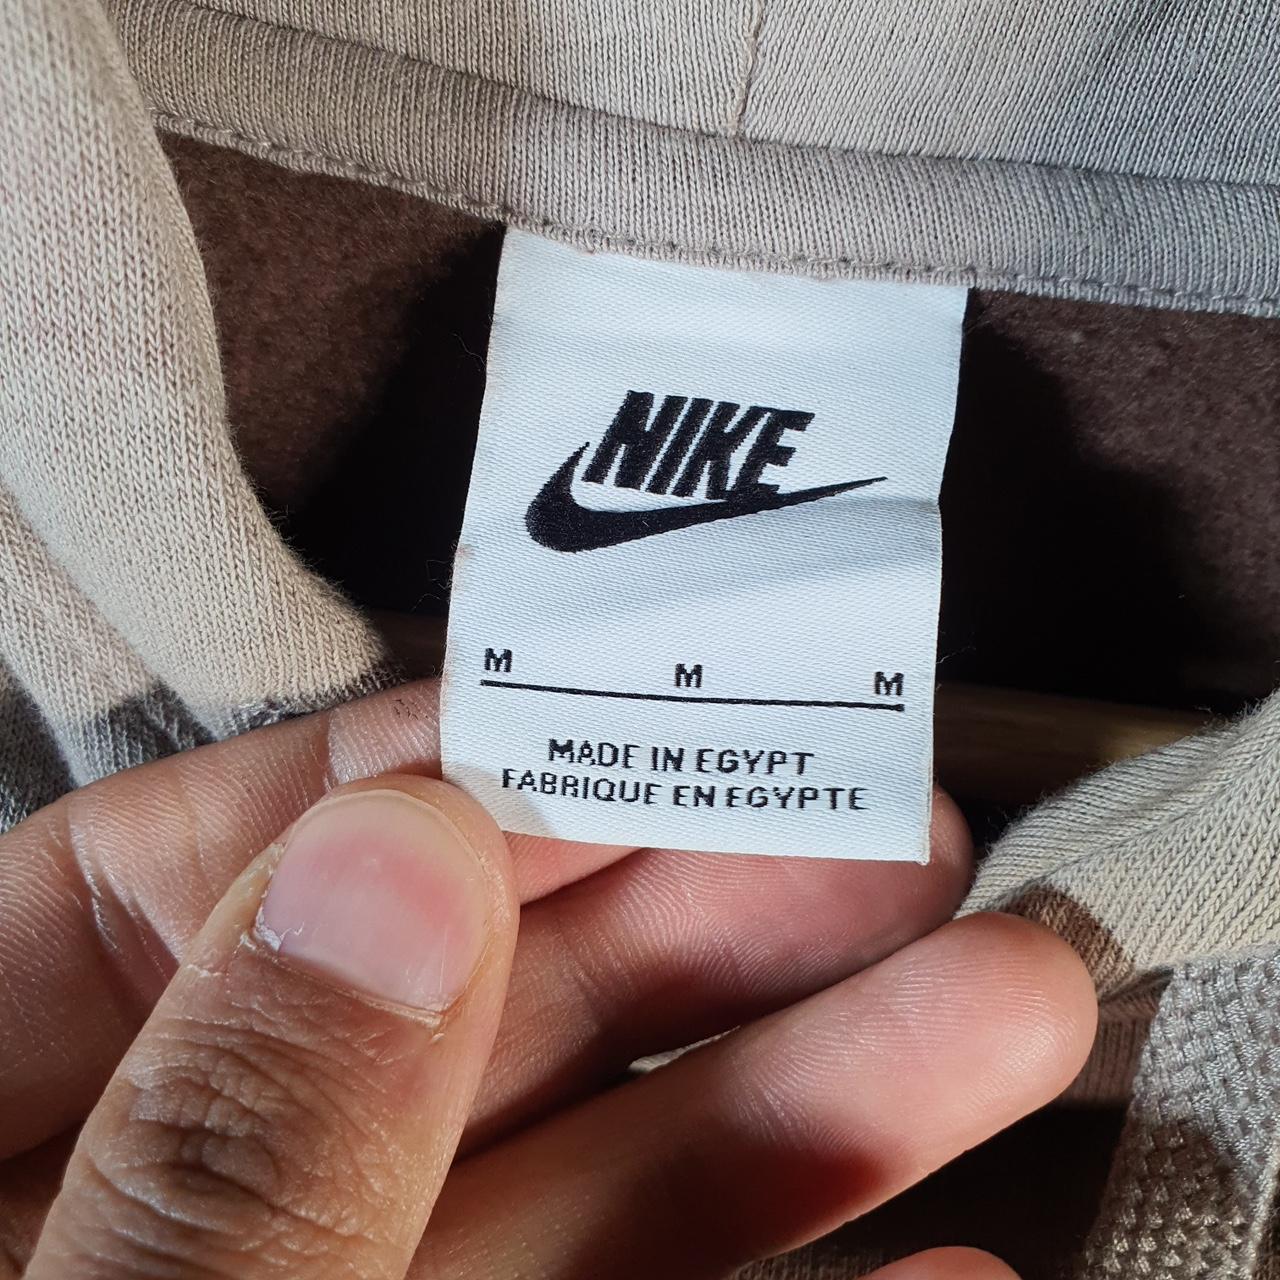 NIKE
M M M
MADE IN EGYPT
FABRIQUE EN EGYPTE